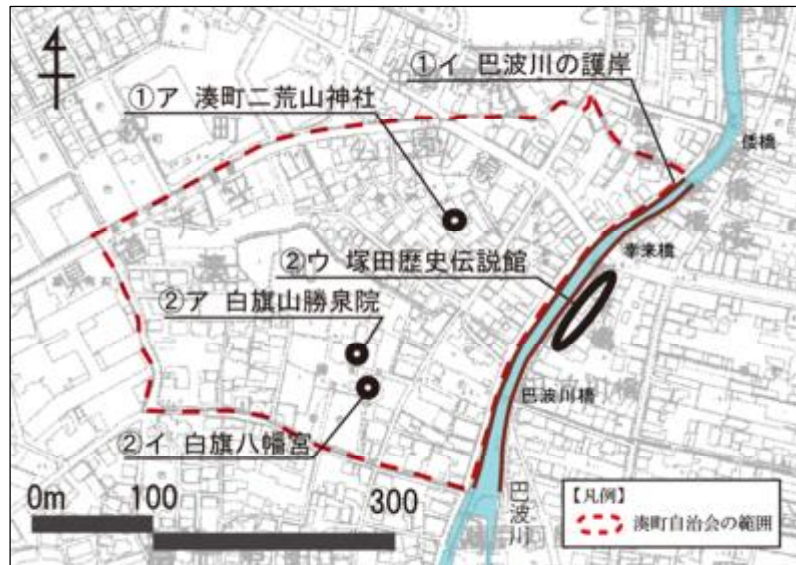 ①イ 巴波川の護岸
①ア 湊町二荒山神社
倭橋
幸来橋
②ウ 塚田歴史伝説館
②ア 白旗山勝泉院
巴波川橋
②イ 白旗八幡宮
0m 100 300
巴波川
【凡例】
湊町自治会の範囲